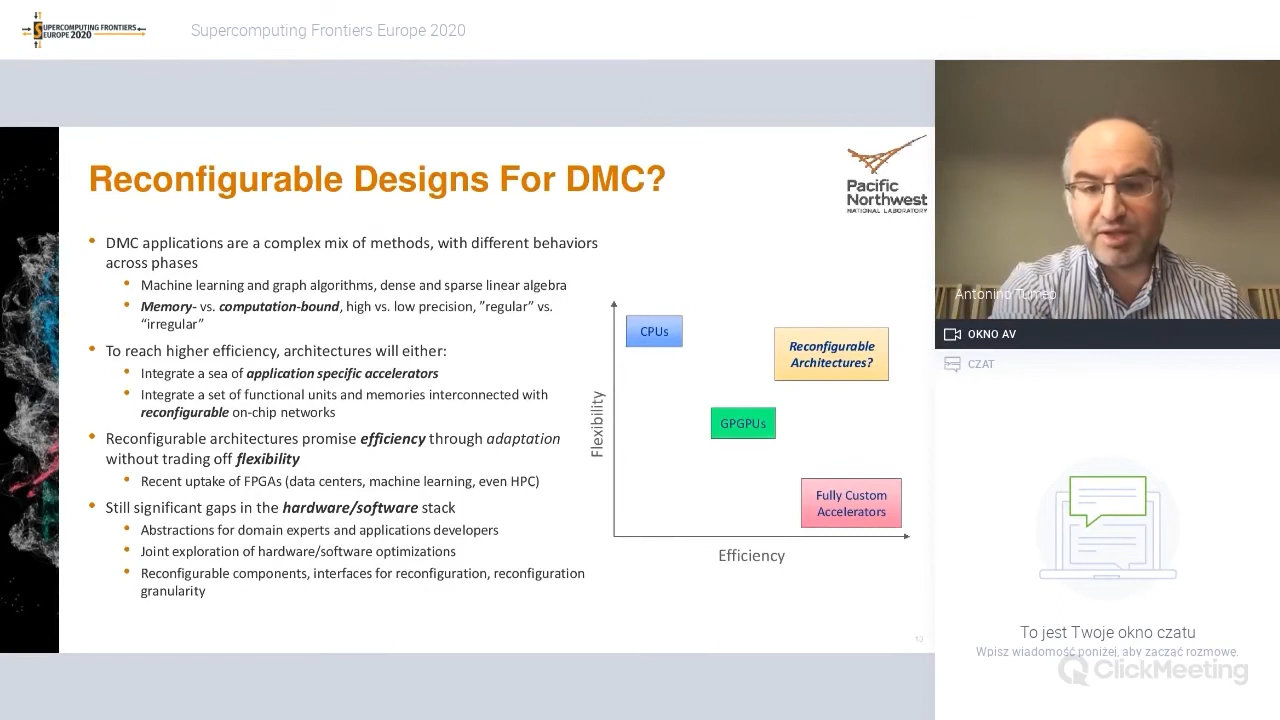 SUPERCOMPUTING FRONTIERS
EUROPE 2020
Supercomputing Frontiers Europe 2020
Reconfigurable Designs For DMC?
Pacific
Northwest
NATIONAL LABORATORY
DMC applications are a complex mix of methods, with different behaviors
across phases
Machine learning and graph algorithms, dense and sparse linear algebra
Memory- vs. computation-bound, high vs. low precision, ”regular” vs.
“irregular”
To reach higher efficiency, architectures will either:
Integrate a sea of application specific accelerators
Integrate a set of functional units and memories interconnected with
reconfigurable on-chip networks
Reconfigurable architectures promise efficiency through adaptation
without trading off flexibility
Recent uptake of FPGAs (data centers, machine learning, even HPC)
Still significant gaps in the hardware/software stack
Abstractions for domain experts and applications developers
Joint exploration of hardware/software optimizations
Reconfigurable components, interfaces for reconfiguration, reconfiguration
granularity
Flexibility
CPUs
Reconfigurable
Architectures?
GPGPUs
Fully Custom
Accelerators
Efficiency
Antonino Tumeo
OKNO AV
CZAT
To jest Twoje okno czatu
Wpisz wiadomość poniżej, aby zacząć rozmowę.
ClickMeeting